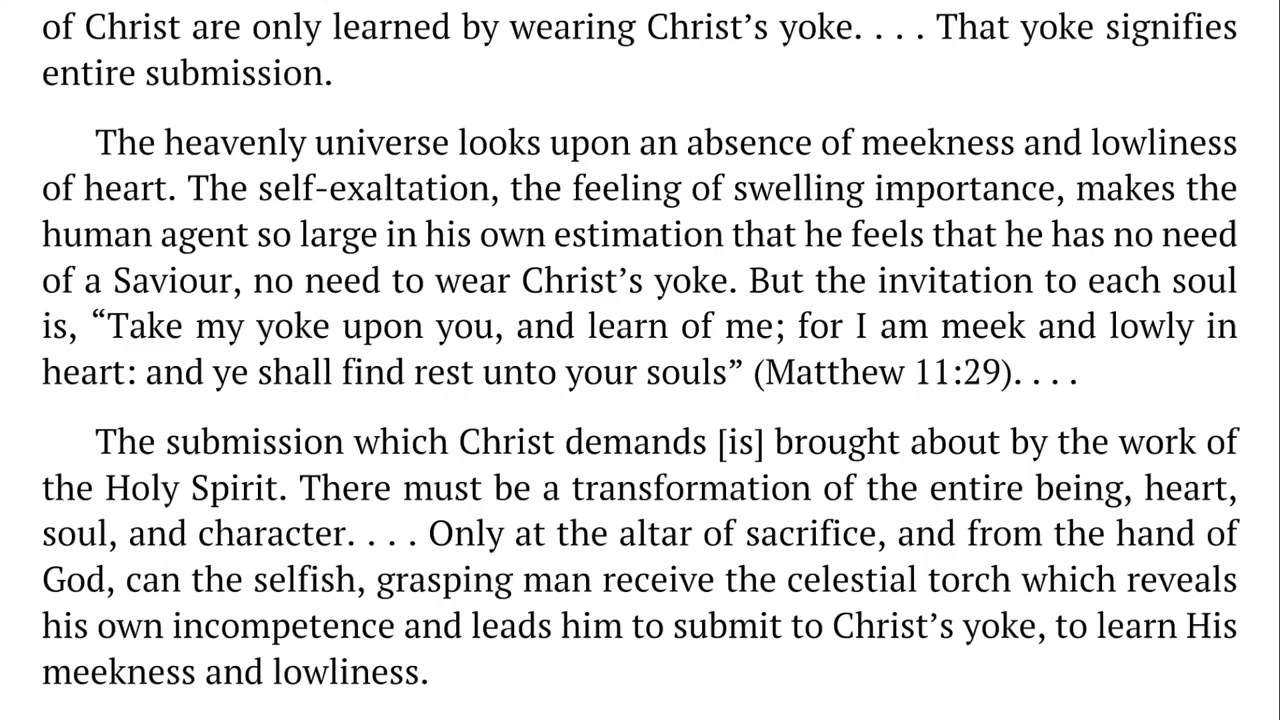 of Christ are only learned by wearing Christ’s yoke. . . . That yoke signifies
entire submission.
The heavenly universe looks upon an absence of meekness and lowliness
of heart. The self-exaltation, the feeling of swelling importance, makes the
human agent so large in his own estimation that he feels that he has no need
of a Saviour, no need to wear Christ’s yoke. But the invitation to each soul
is, “Take my yoke upon you, and learn of me; for I am meek and lowly in
heart: and ye shall find rest unto your souls” (Matthew 11:29). . . .
The submission which Christ demands [is] brought about by the work of
the Holy Spirit. There must be a transformation of the entire being, heart,
soul, and character. . . . Only at the altar of sacrifice, and from the hand of
God, can the selfish, grasping man receive the celestial torch which reveals
his own incompetence and leads him to submit to Christ’s yoke, to learn His
meekness and lowliness.